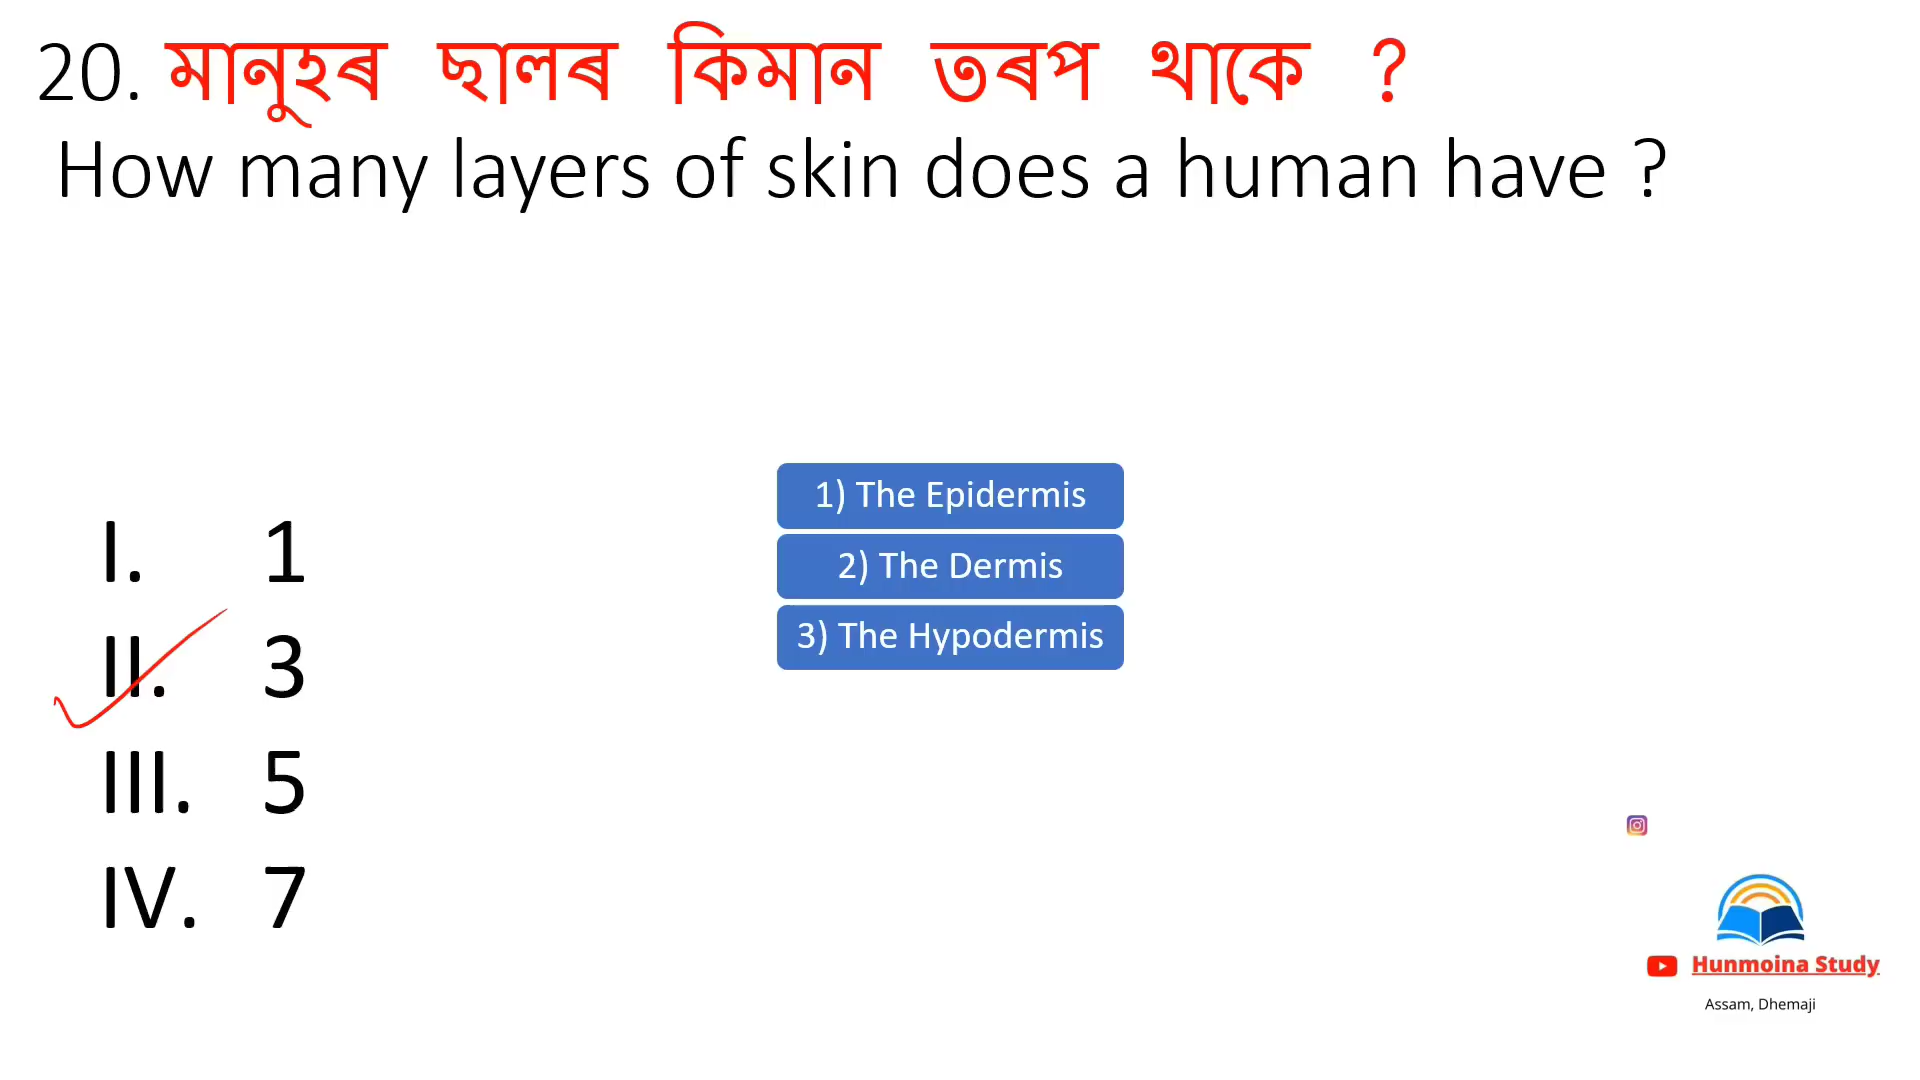 20. মানুহৰ ছালৰ কিমান তৰপ থাকে ?
How many layers of skin does a human have ?
I. 1
II. 3
III. 5
IV. 7
1) The Epidermis
2) The Dermis
3) The Hypodermis
Hunmoina Study
Assam, Dhemaji